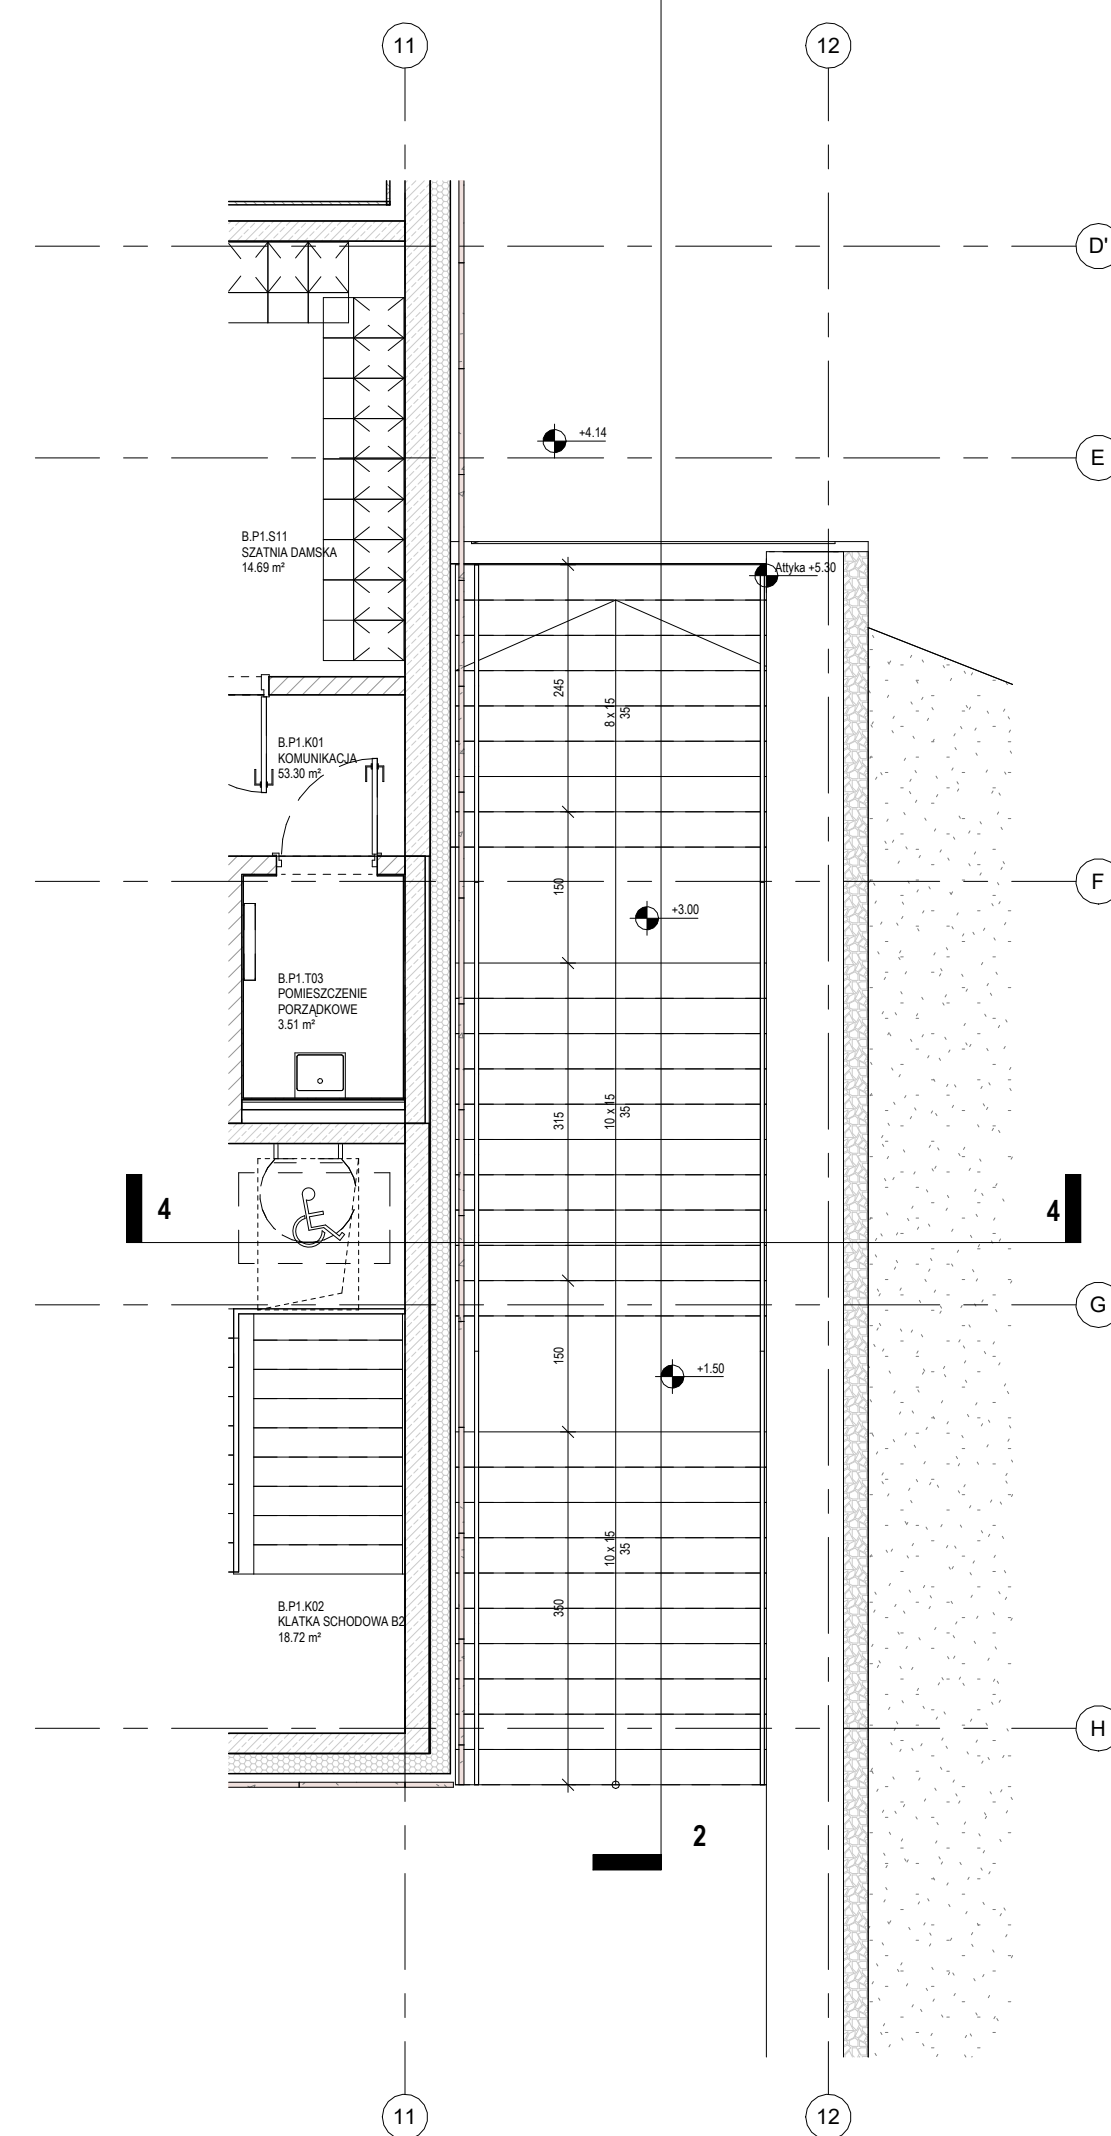 11
12
D'
+4.14
E
B.P1.S11
SZATNIA DAMSKA
14.69 m²
Attyka +5.30
245
8 x 15
35
B.P1.K01
KOMUNIKACJA
53.30 m²
F
150
+3.00
B.P1.T03
POMIESZCZENIE
PORZĄDKOWE
3.51 m²
315
10 x 15
35
4
4
G
150
+1.50
10 x 15
35
350
B.P1.K02
KLATKA SCHODOWA B2
18.72 m²
H
2
11
12